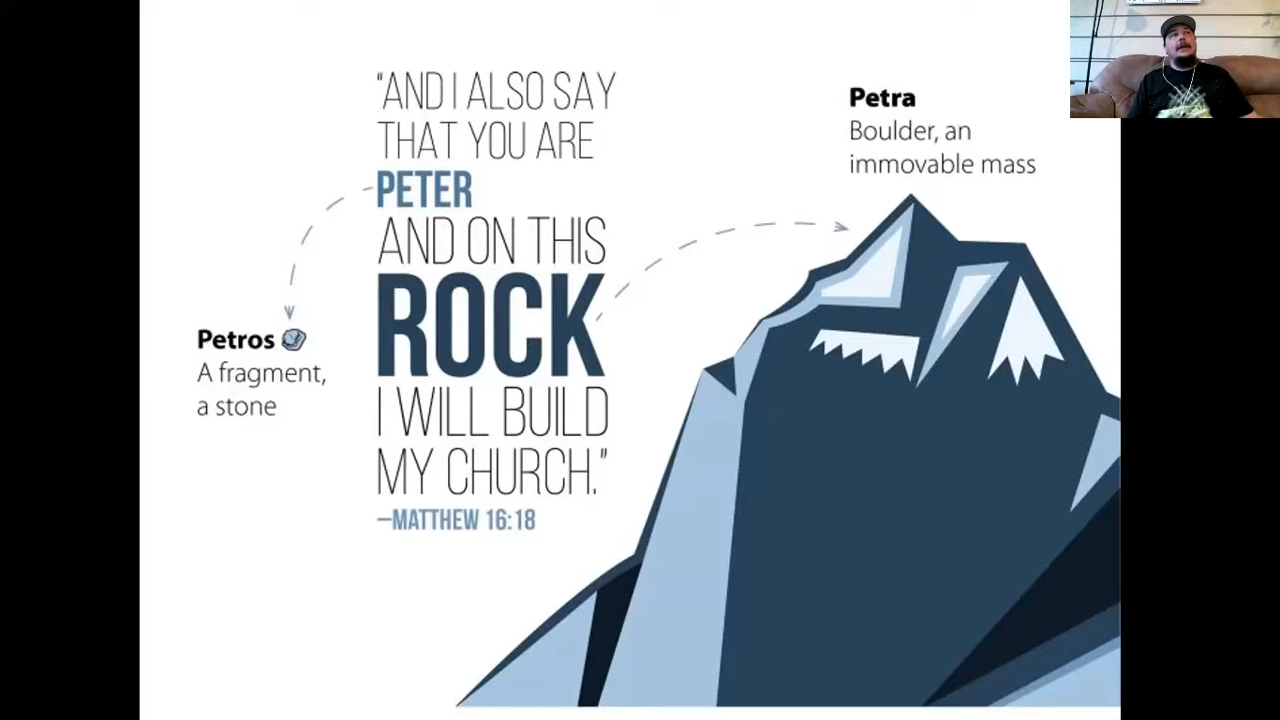 "AND I ALSO SAY
THAT YOU ARE
PETER
AND ON THIS
ROCK
I WILL BUILD
MY CHURCH."
–MATTHEW 16:18
Petros
A fragment,
a stone
Petra
Boulder, an
immovable mass